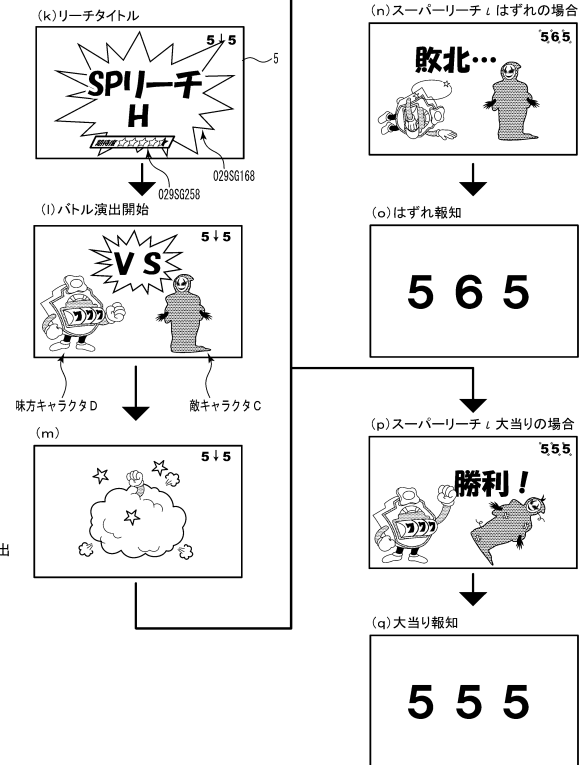 (k)リーチタイトル
5↓5
5
SPリーチ
H
期待度☆☆☆☆★
029SG168
029SG258
(l)バトル演出開始
5↓5
VS
777
味方キャラクタD
敵キャラクタC
(m)
5↓5
出
(n)スーパーリーチ l はずれの場合
565
敗北…
(o)はずれ報知
5 6 5
(p)スーパーリーチ l 大当りの場合
555
勝利！
777
(q)大当り報知
5 5 5